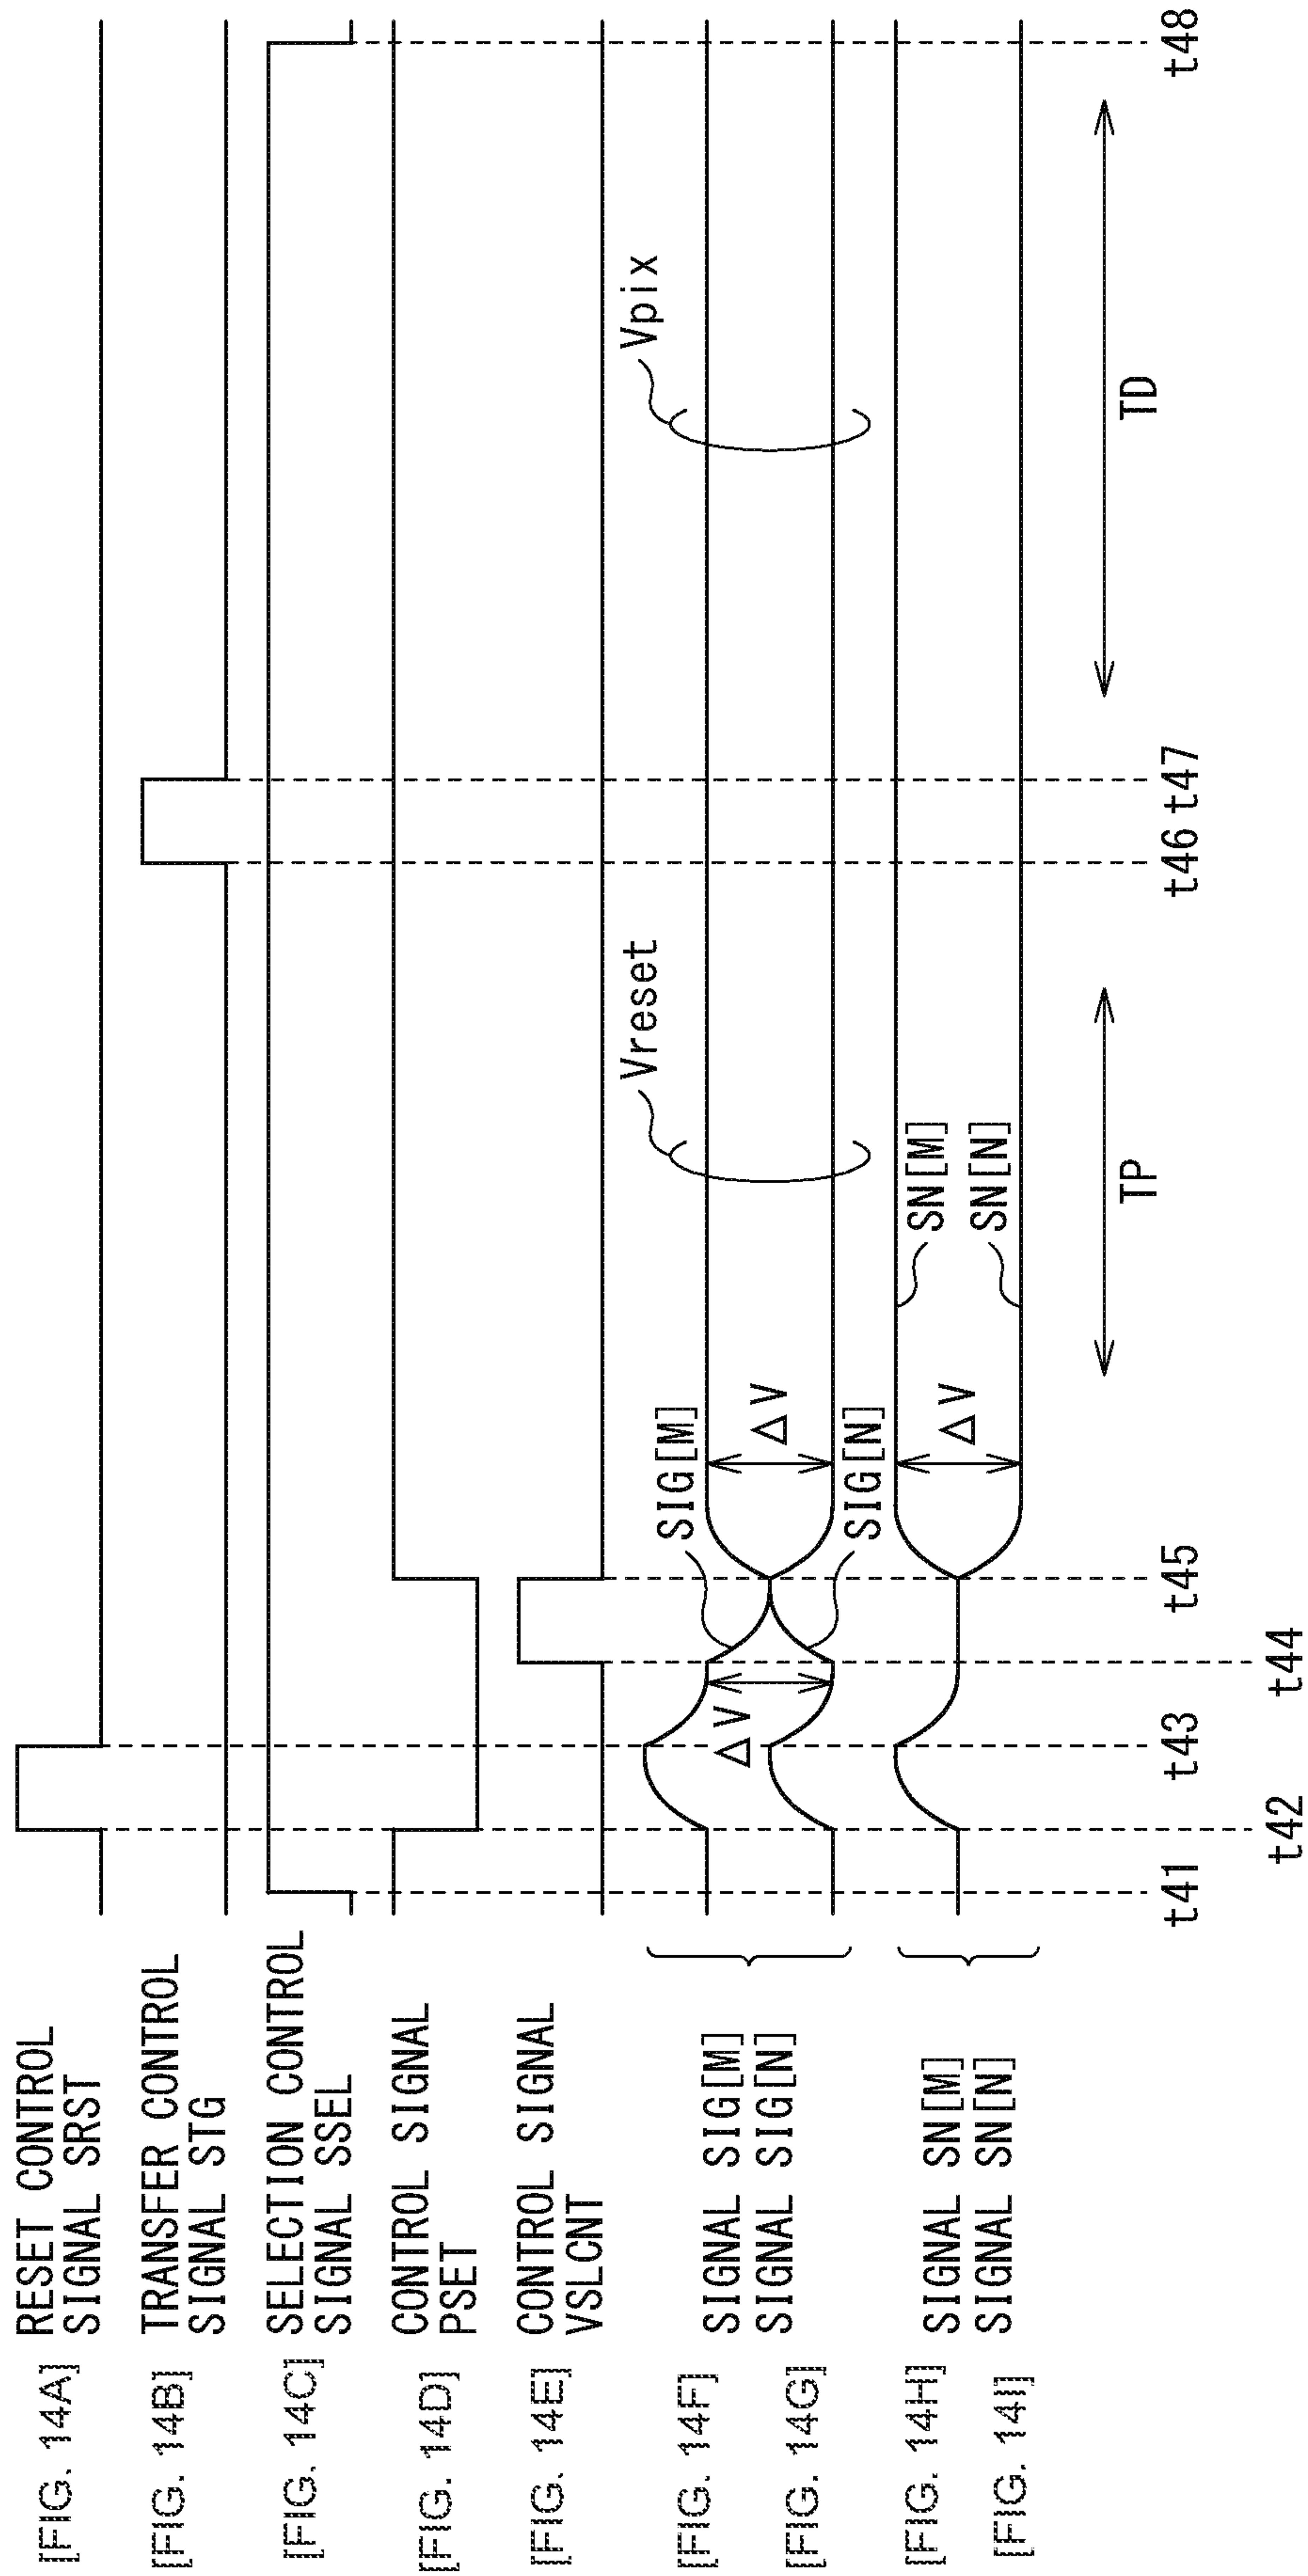 [FIG. 14A]
RESET CONTROL
SIGNAL SRST
[FIG. 14B]
TRANSFER CONTROL
SIGNAL STG
[FIG. 14C]
SELECTION CONTROL
SIGNAL SSEL
[FIG. 14D]
CONTROL SIGNAL
PSET
[FIG. 14E]
CONTROL SIGNAL
VSLCNT
[FIG. 14F]
SIGNAL SIG[M]
[FIG. 14G]
SIGNAL SIG[N]
ΔV
SIG[M]
SIG[N]
ΔV
Vreset
Vpix
[FIG. 14H]
SIGNAL SN[M]
[FIG. 14I]
SIGNAL SN[N]
ΔV
SN[M]
SN[N]
TP
TD
t41
t42
t43
t44
t45
t46
t47
t48